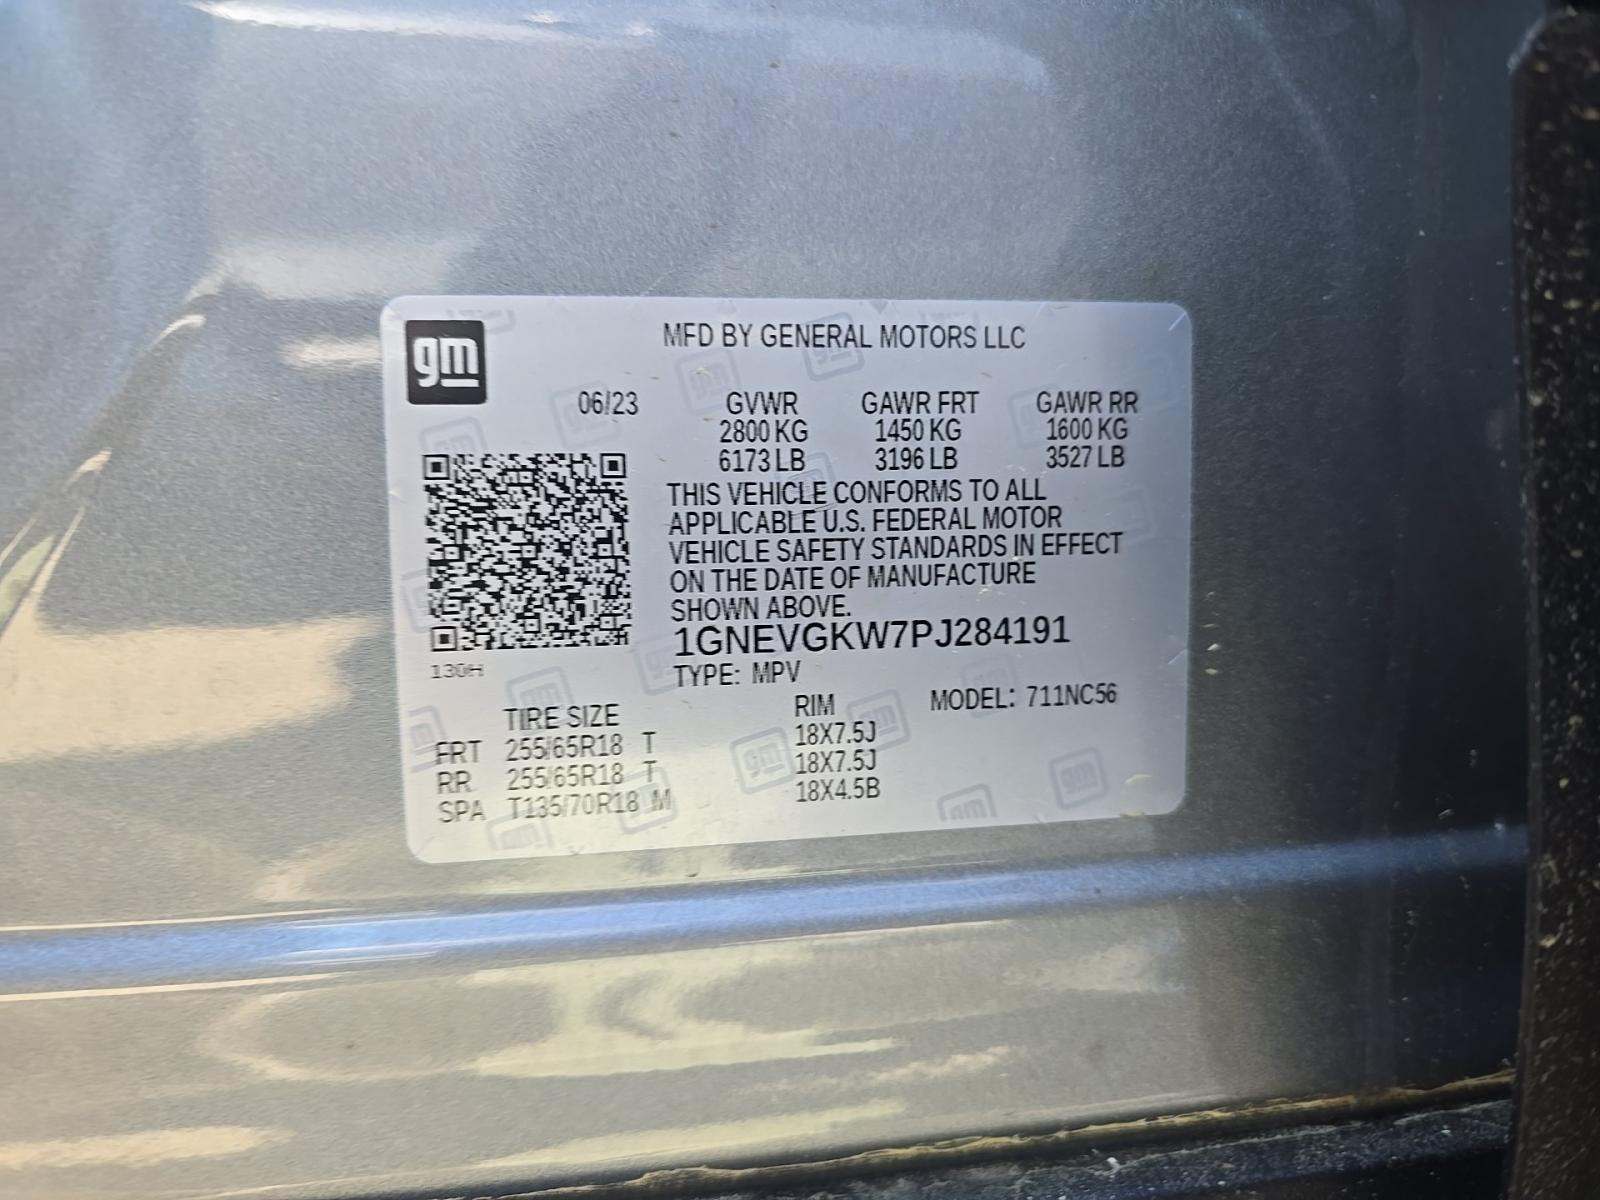 gm
MFD BY GENERAL MOTORS LLC
06/23 GVWR GAWR FRT GAWR RR
2800 KG 1450 KG 1600 KG
6173 LB 3196 LB 3527 LB
THIS VEHICLE CONFORMS TO ALL
APPLICABLE U.S. FEDERAL MOTOR
VEHICLE SAFETY STANDARDS IN EFFECT
ON THE DATE OF MANUFACTURE
SHOWN ABOVE.
1GNEVGKW7PJ284191
130H
TYPE: MPV
TIRE SIZE RIM MODEL: 711NC56
FRT 255/65R18 T 18X7.5J
RR 255/65R18 T 18X7.5J
SPA T135/70R18 M 18X4.5B